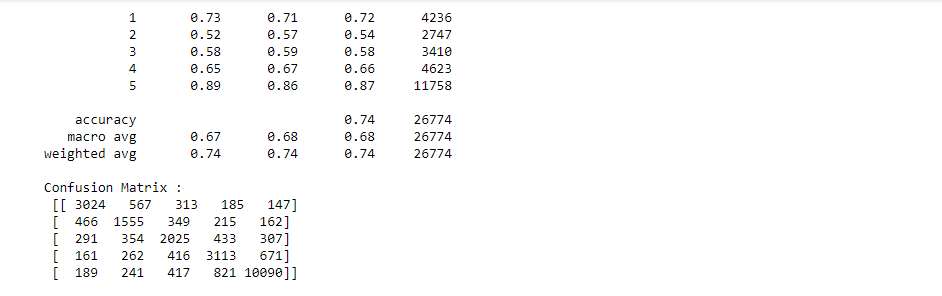 1 0.73 0.71 0.72 4236
2 0.52 0.57 0.54 2747
3 0.58 0.59 0.58 3410
4 0.65 0.67 0.66 4623
5 0.89 0.86 0.87 11758
accuracy 0.74 26774
macro avg 0.67 0.68 0.68 26774
weighted avg 0.74 0.74 0.74 26774
Confusion Matrix :
[[ 3024 567 313 185 147]
[ 466 1555 349 215 162]
[ 291 354 2025 433 307]
[ 161 262 416 3113 671]
[ 189 241 417 821 10090]]